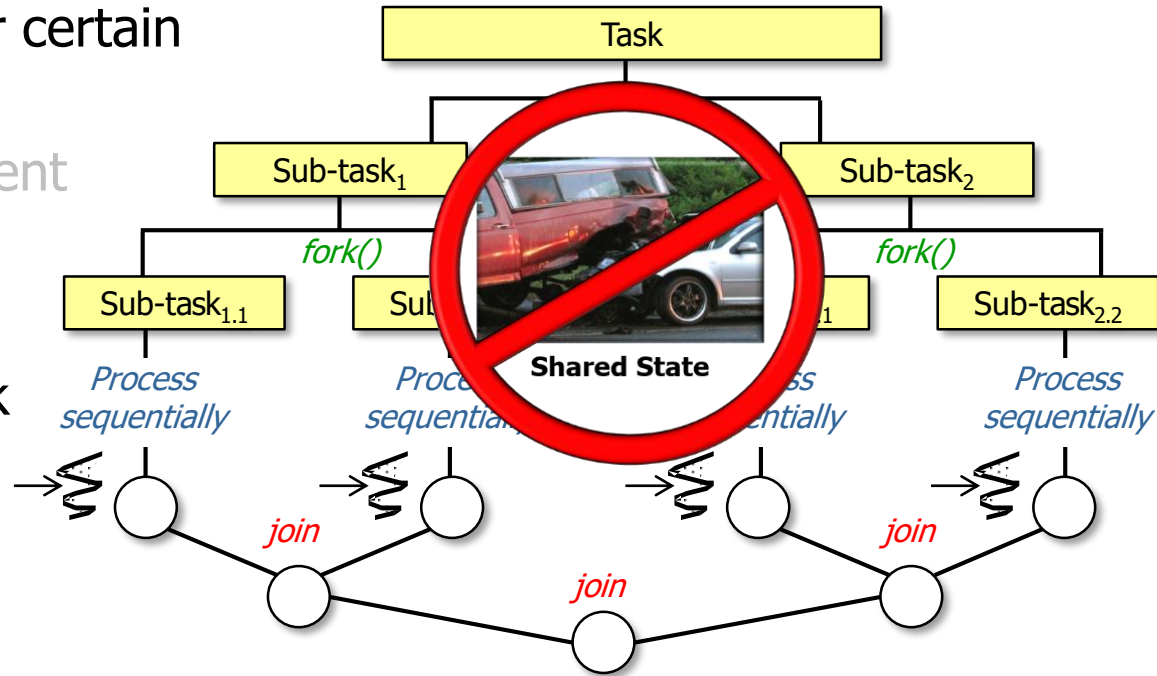 r certain
Task
ent
Sub-task1
Sub-task2
fork()
fork()
Sub-task1.1
Sub-task2.2
Shared State
k
Process
sequentially
Process
sequentially
join
join
join